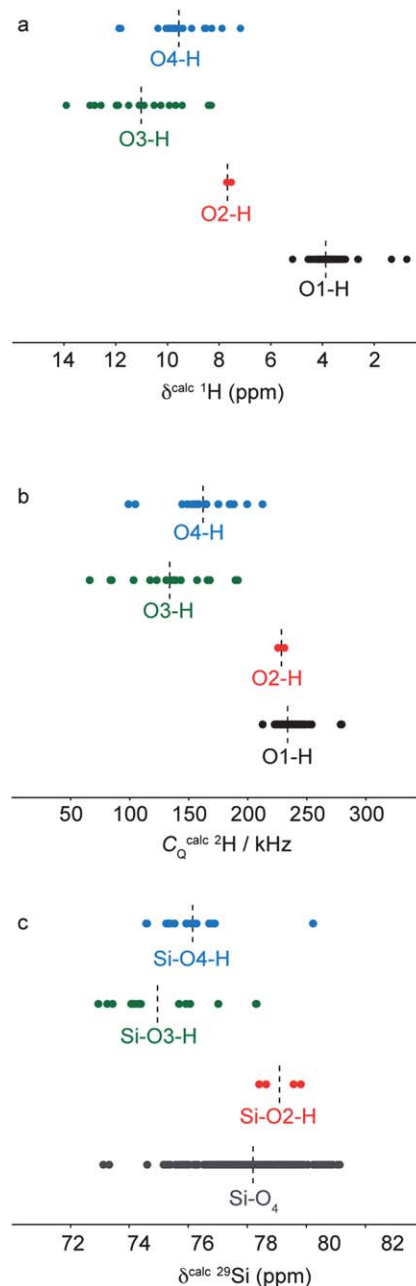 a
O4-H
O3-H
O2-H
O1-H
14 12 10 8 6 4 2
δcalc 1H (ppm)
b
O4-H
O3-H
O2-H
O1-H
50 100 150 200 250 300
CQcalc 2H / kHz
c
Si-O4-H
Si-O3-H
Si-O2-H
Si-O4
72 74 76 78 80 82
δcalc 29Si (ppm)